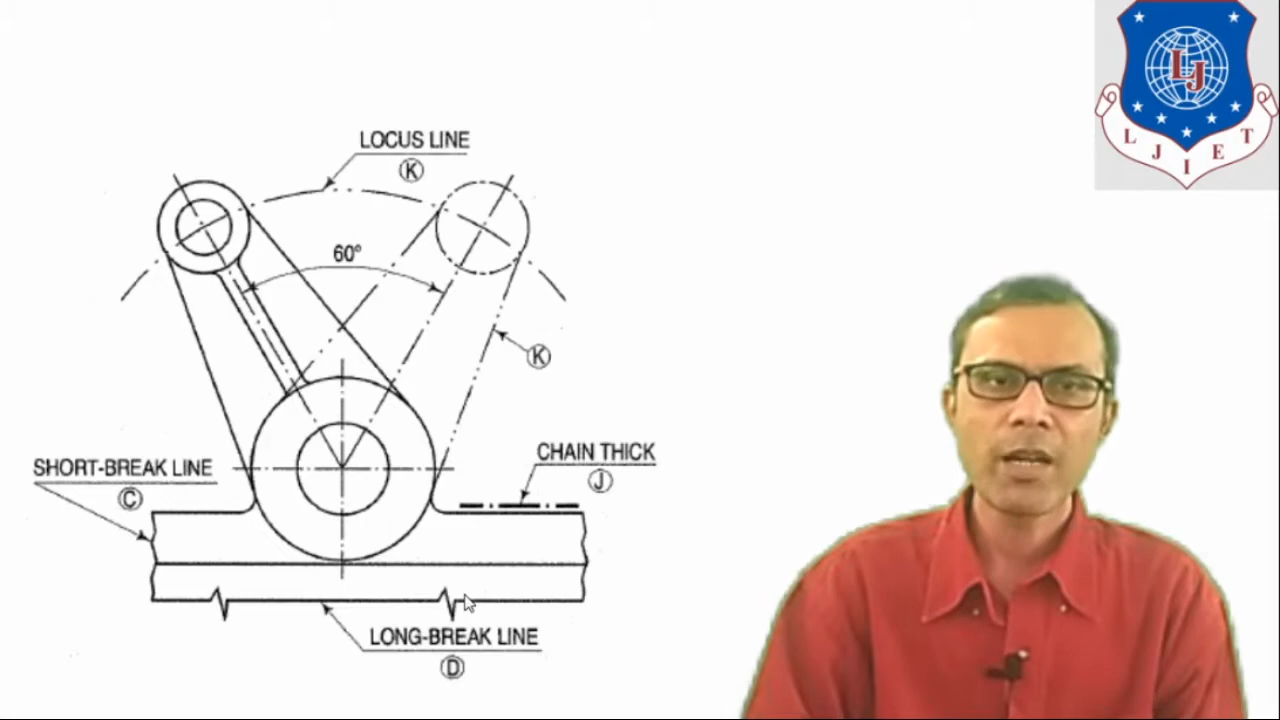 LOCUS LINE
K
60°
K
SHORT-BREAK LINE
C
CHAIN THICK
J
LONG-BREAK LINE
D
LJ
L J I E T